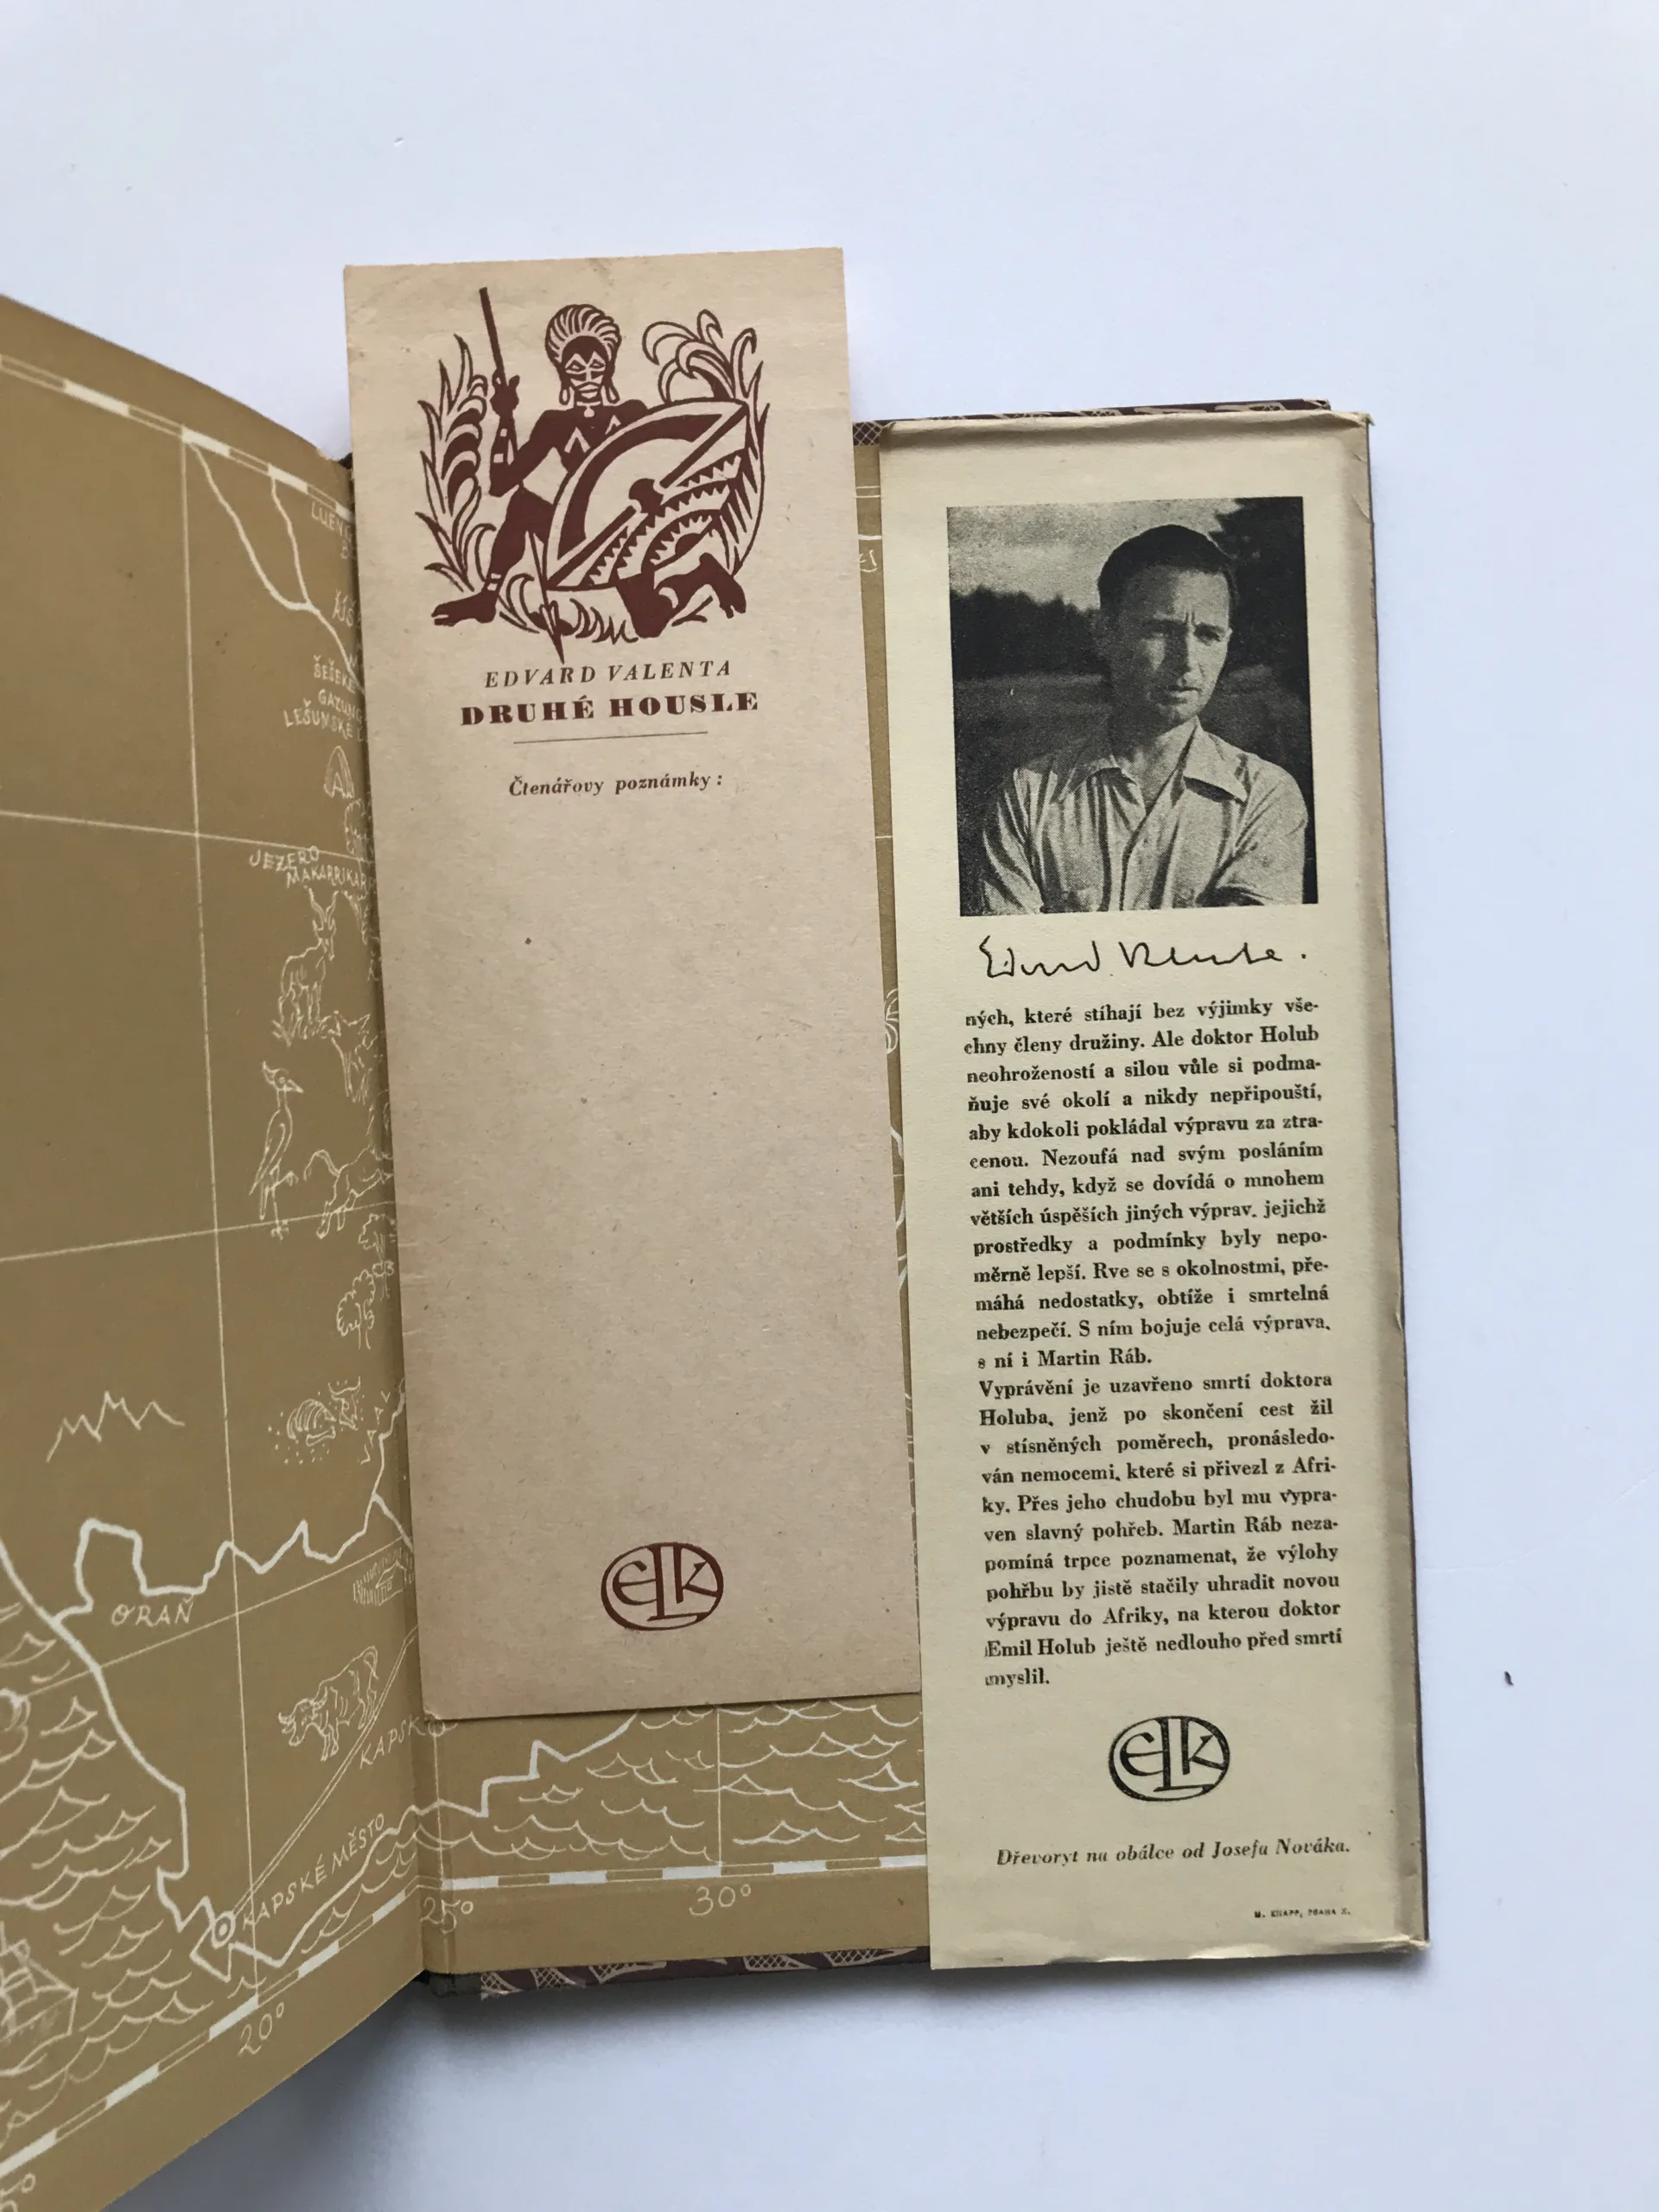 JEZERO
MAKARRIKARI
ORAŇ
KAPSKÉ MĚSTO
20°
25°
30°
EDVARD VALENTA
DRUHÉ HOUSLE
Čtenářovy poznámky :
ELK
Edvard Valenta.
ných, které stíhají bez výjimky vše-
chny členy družiny. Ale doktor Holub
neohrožeností a silou vůle si podma-
ňuje své okolí a nikdy nepřipouští,
aby kdokoli pokládal výpravu za ztra-
cenou. Nezoufá nad svým posláním
ani tehdy, když se dovídá o mnohem
větších úspěších jiných výprav, jejichž
prostředky a podmínky byly nepo-
měrně lepší. Rve se s okolnostmi, pře-
máhá nedostatky, obtíže i smrtelná
nebezpečí. S ním bojuje celá výprava,
s ní i Martin Ráb.
Vyprávění je uzavřeno smrtí doktora
Holuba, jenž po skončení cest žil
v stísněných poměrech, pronásledo-
ván nemocemi, které si přivezl z Afri-
ky. Přes jeho chudobu byl mu vypra-
ven slavný pohřeb. Martin Ráb neza-
pomíná trpce poznamenat, že výlohy
pohřbu by jistě stačily uhradit novou
výpravu do Afriky, na kterou doktor
Emil Holub ještě nedlouho před smrtí
myslil.
ELK
Dřevoryt na obálce od Josefa Nováka.
M. KNAPP, PRAHA X.